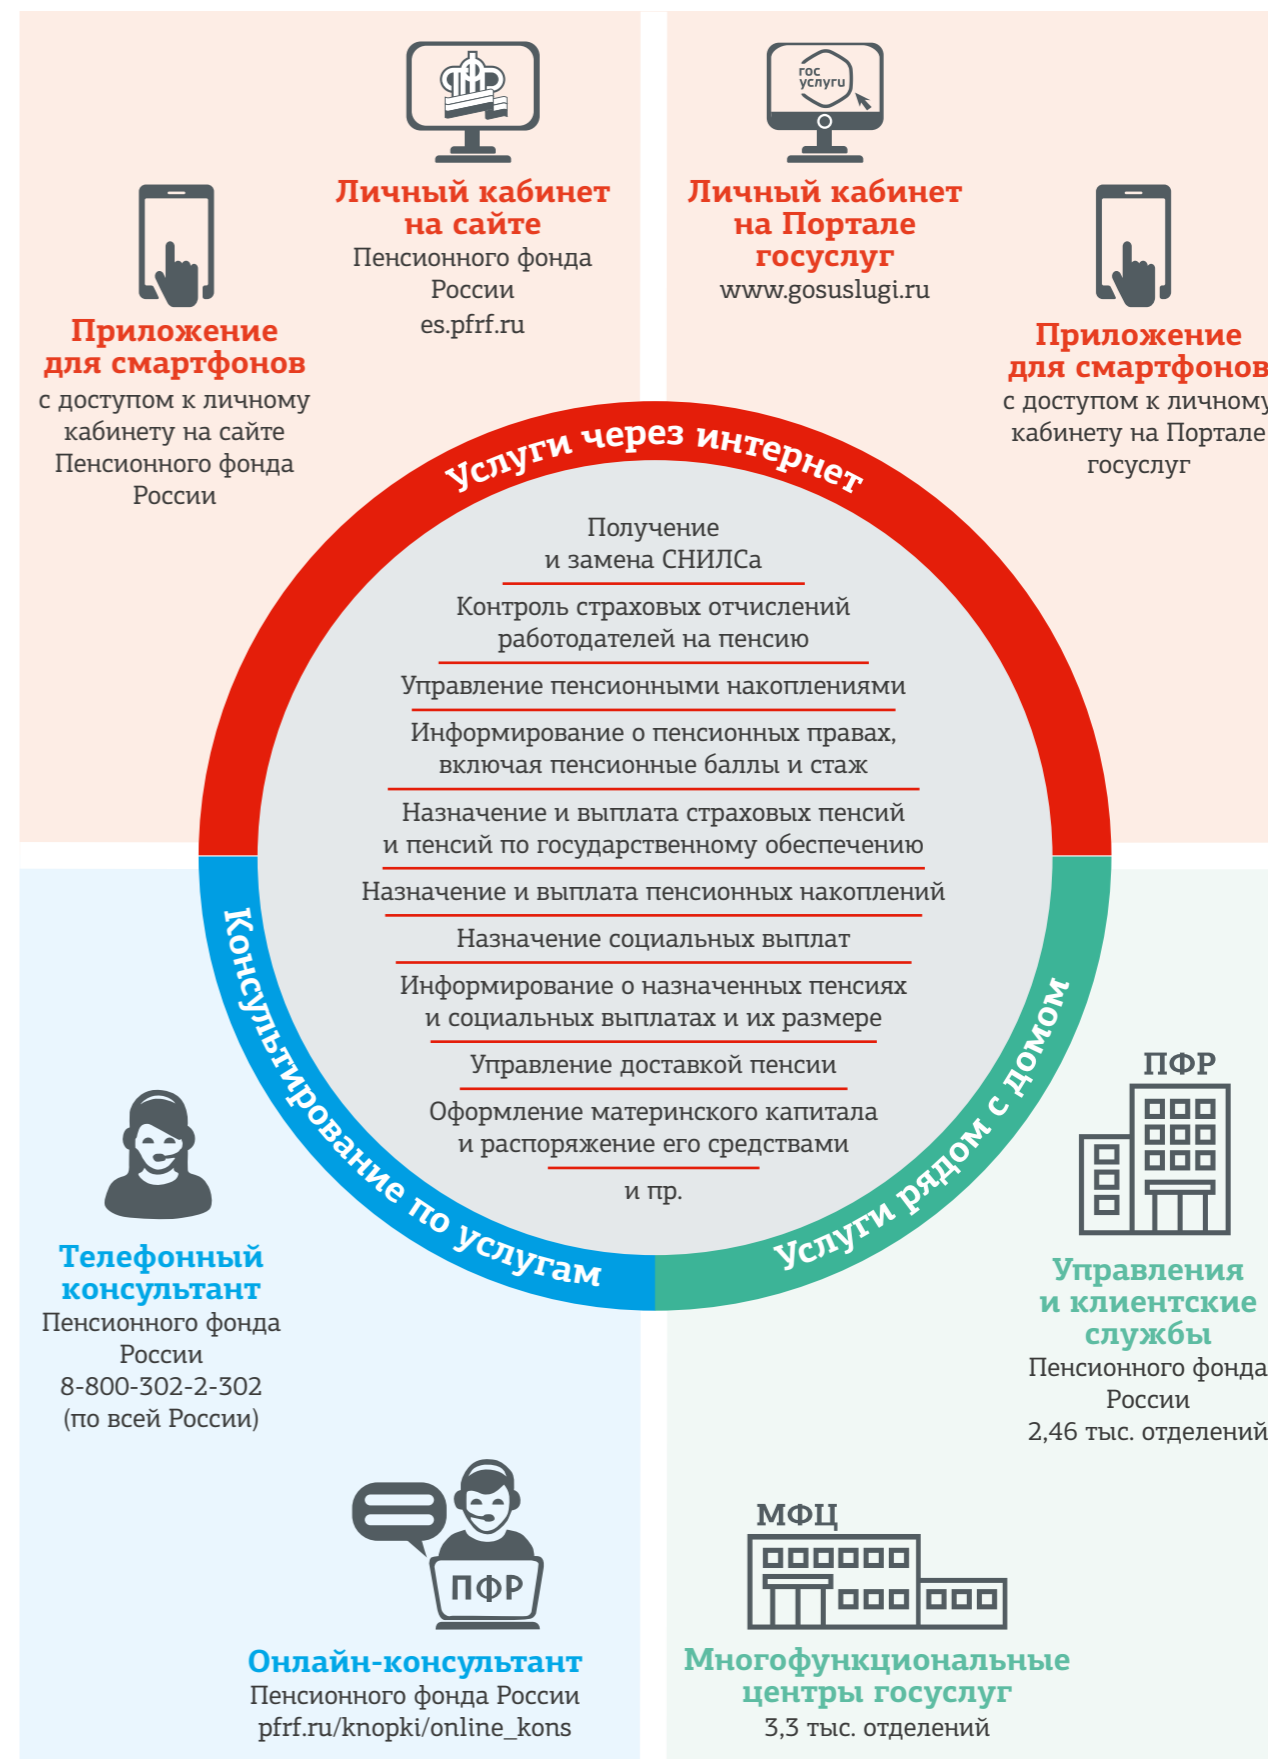 гос
услуги
Личный кабинет
на сайте
Пенсионного фонда
России
es.pfrf.ru
Личный кабинет
на Портале
госуслуг
www.gosuslugi.ru
Приложение
для смартфонов
с доступом к личному
кабинету на сайте
Пенсионного фонда
России
Приложение
для смартфонов
с доступом к личному
кабинету на Портале
госуслуг
Услуги через интернет
Получение
и замена СНИЛСа
Контроль страховых отчислений
работодателей на пенсию
Управление пенсионными накоплениями
Информирование о пенсионных правах,
включая пенсионные баллы и стаж
Назначение и выплата страховых пенсий
и пенсий по государственному обеспечению
Назначение и выплата пенсионных накоплений
Назначение социальных выплат
Информирование о назначенных пенсиях
и социальных выплатах и их размере
Управление доставкой пенсии
Оформление материнского капитала
и распоряжение его средствами
и пр.
Консультирование по услугам
Услуги рядом с домом
Телефонный
консультант
Пенсионного фонда
России
8-800-302-2-302
(по всей России)
ПФР
Онлайн-консультант
Пенсионного фонда России
pfrf.ru/knopki/online_kons
ПФР
Управления
и клиентские
службы
Пенсионного фонда
России
2,46 тыс. отделений
МФЦ
Многофункциональные
центры госуслуг
3,3 тыс. отделений